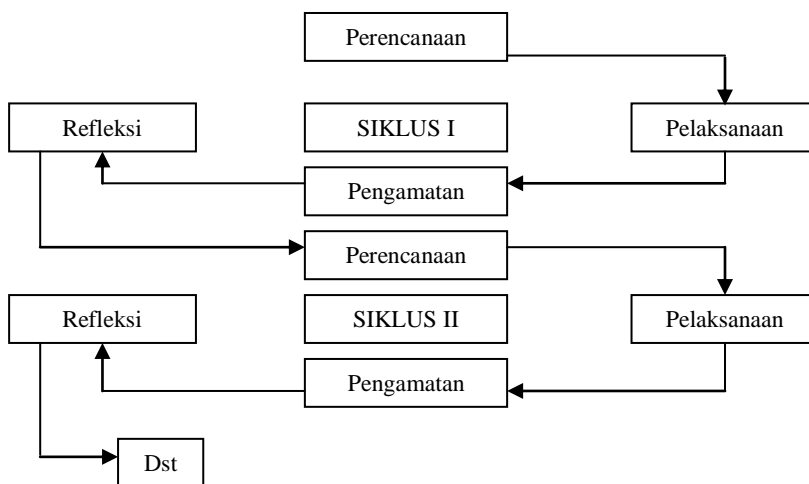 Perencanaan
Refleksi
SIKLUS I
Pelaksanaan
Pengamatan
Perencanaan
Refleksi
SIKLUS II
Pelaksanaan
Pengamatan
Dst